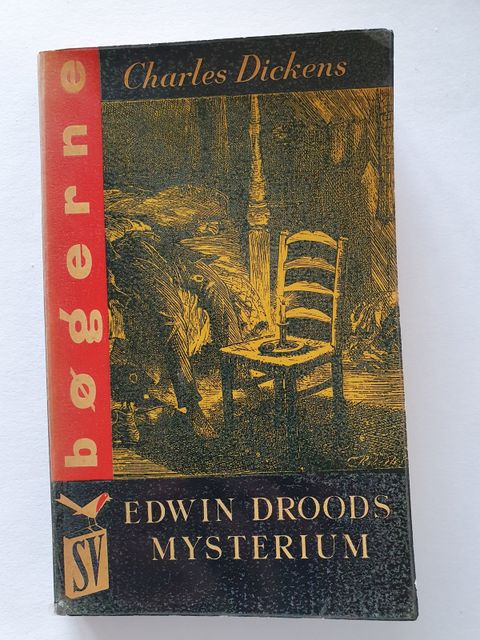 Charles Dickens
bøgerne
SV
EDWIN DROODS
MYSTERIUM